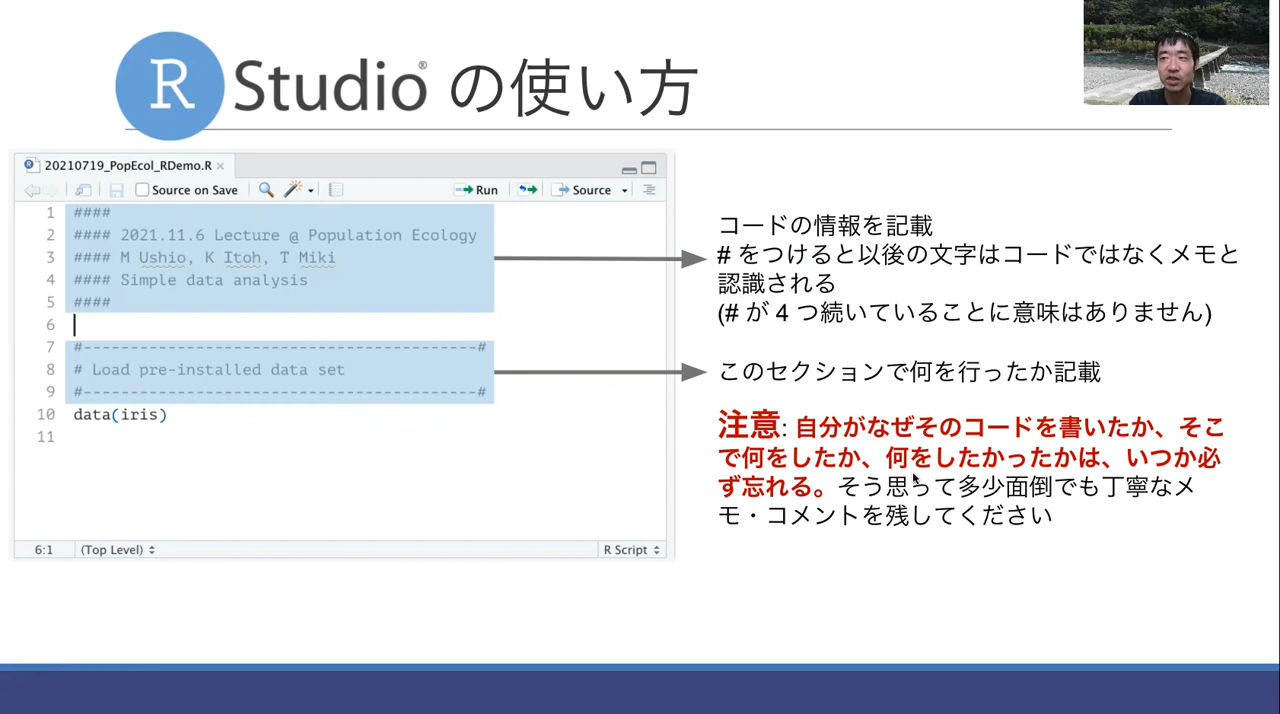 R Studio® の使い方
20210719_PopEcol_RDemo.R ×
Source on Save
Run
Source
1 ####
2 #### 2021.11.6 Lecture @ Population Ecology
3 #### M Ushio, K Itoh, T Miki
4 #### Simple data analysis
5 ####
6
7 #------------------------------------------#
8 # Load pre-installed data set
9 #------------------------------------------#
10 data(iris)
11
6:1 (Top Level)
R Script
コードの情報を記載
# をつけると以後の文字はコードではなくメモと
認識される
(# が 4 つ続いていることに意味はありません)
このセクションで何を行ったか記載
注意: 自分がなぜそのコードを書いたか、そこ
で何をしたか、何をしたかったかは、いつか必
ず忘れる。そう思って多少面倒でも丁寧なメ
モ・コメントを残してください